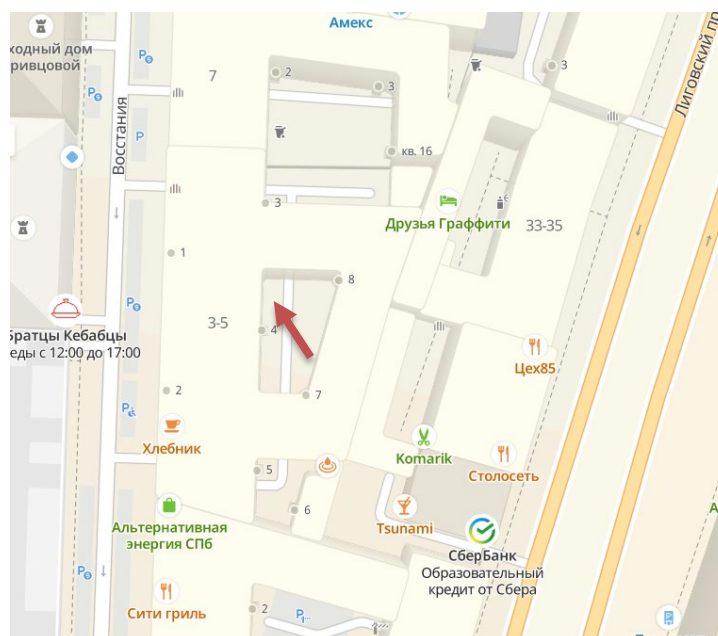 Амекс
ходный дом
ривцовой
7
2
3
3
Лиговский пр
Восстания
P
кв. 16
3
Друзья Граффити
33-35
1
8
3-5
4
Братцы Кебабцы
еды с 12:00 до 17:00
Цех85
2
7
Хлебник
Komarik
Столосеть
5
6
Альтернативная
энергия СПб
Tsunami
СберБанк
Образовательный
кредит от Сбера
Сити гриль
2
P